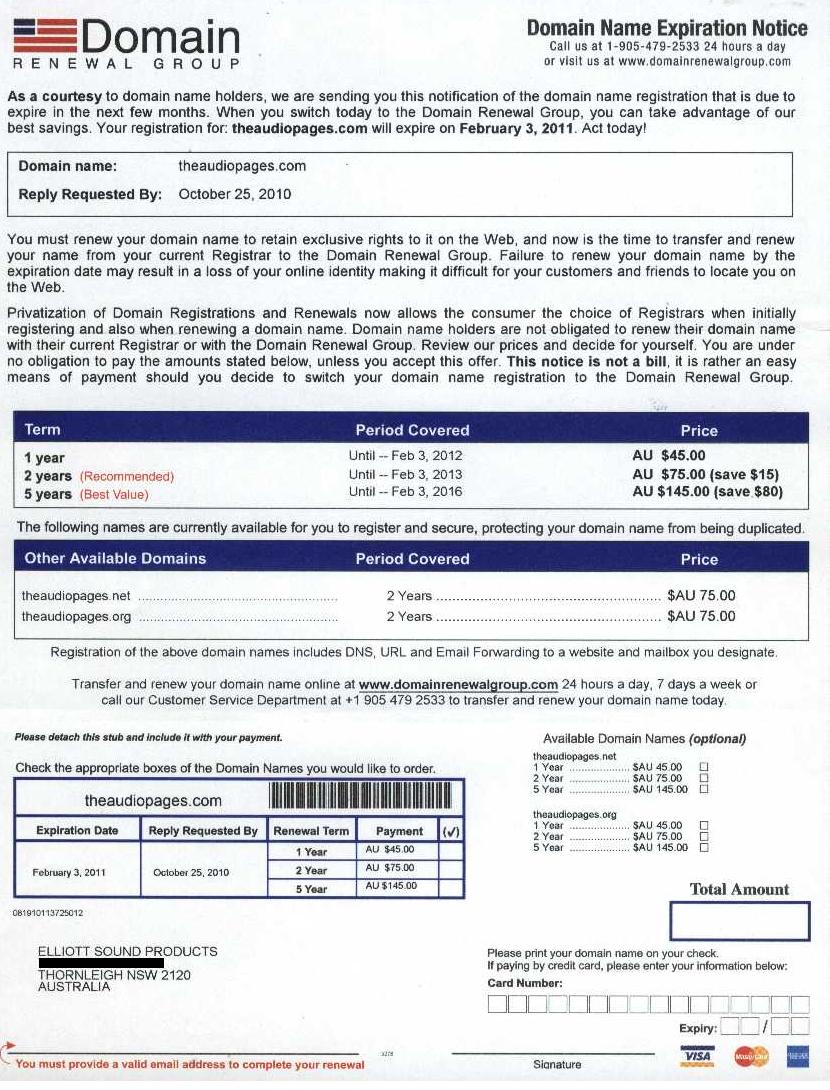 Domain
RENEWAL GROUP
Domain Name Expiration Notice
Call us at 1-905-479-2533 24 hours a day
or visit us at www.domainrenewalgroup.com
As a courtesy to domain name holders, we are sending you this notification of the domain name registration that is due to
expire in the next few months. When you switch today to the Domain Renewal Group, you can take advantage of our
best savings. Your registration for: theaudiopages.com will expire on February 3, 2011. Act today!
Domain name: theaudiopages.com
Reply Requested By: October 25, 2010
You must renew your domain name to retain exclusive rights to it on the Web, and now is the time to transfer and renew
your name from your current Registrar to the Domain Renewal Group. Failure to renew your domain name by the
expiration date may result in a loss of your online identity making it difficult for your customers and friends to locate you on
the Web.
Privatization of Domain Registrations and Renewals now allows the consumer the choice of Registrars when initially
registering and also when renewing a domain name. Domain name holders are not obligated to renew their domain name
with their current Registrar or with the Domain Renewal Group. Review our prices and decide for yourself. You are under
no obligation to pay the amounts stated below, unless you accept this offer. This notice is not a bill, it is rather an easy
means of payment should you decide to switch your domain name registration to the Domain Renewal Group.
Term Period Covered Price
1 year Until -- Feb 3, 2012 AU $45.00
2 years (Recommended) Until -- Feb 3, 2013 AU $75.00 (save $15)
5 years (Best Value) Until -- Feb 3, 2016 AU $145.00 (save $80)
The following names are currently available for you to register and secure, protecting your domain name from being duplicated.
Other Available Domains Period Covered Price
theaudiopages.net ........ 2 Years ........ $AU 75.00
theaudiopages.org ........ 2 Years ........ $AU 75.00
Registration of the above domain names includes DNS, URL and Email Forwarding to a website and mailbox you designate.
Transfer and renew your domain name online at www.domainrenewalgroup.com 24 hours a day, 7 days a week or
call our Customer Service Department at +1 905 479 2533 to transfer and renew your domain name today.
Please detach this stub and include it with your payment.
Check the appropriate boxes of the Domain Names you would like to order.
theaudiopages.com
Expiration Date Reply Requested By Renewal Term Payment (✓)
February 3, 2011 October 25, 2010
1 Year AU $45.00
2 Year AU $75.00
5 Year AU $145.00
081910113725012
ELLIOTT SOUND PRODUCTS
THORNLEIGH NSW 2120
AUSTRALIA
Available Domain Names (optional)
theaudiopages.net
1 Year ........ $AU 45.00
2 Year ........ $AU 75.00
5 Year ........ $AU 145.00
theaudiopages.org
1 Year ........ $AU 45.00
2 Year ........ $AU 75.00
5 Year ........ $AU 145.00
Total Amount
Please print your domain name on your check.
If paying by credit card, please enter your information below:
Card Number:
Expiry: /
VISA MasterCard
You must provide a valid email address to complete your renewal
Signature